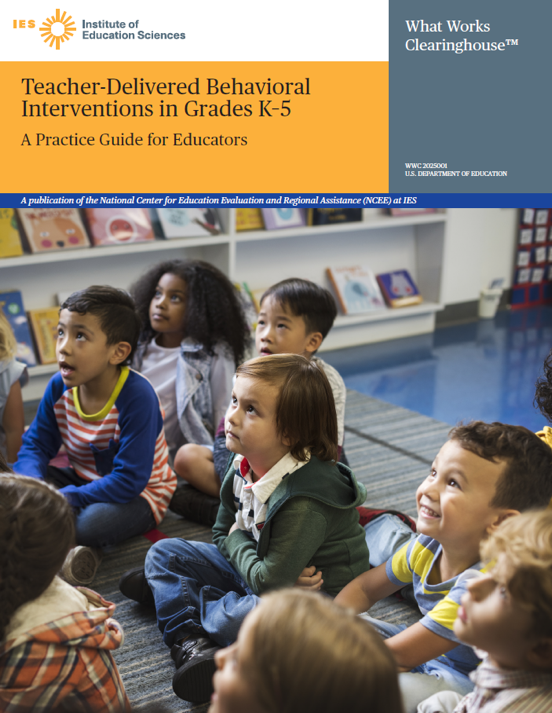 IES
Institute of
Education Sciences
What Works
Clearinghouse™
Teacher-Delivered Behavioral
Interventions in Grades K–5
A Practice Guide for Educators
WWC 2025001
U.S. DEPARTMENT OF EDUCATION
A publication of the National Center for Education Evaluation and Regional Assistance (NCEE) at IES